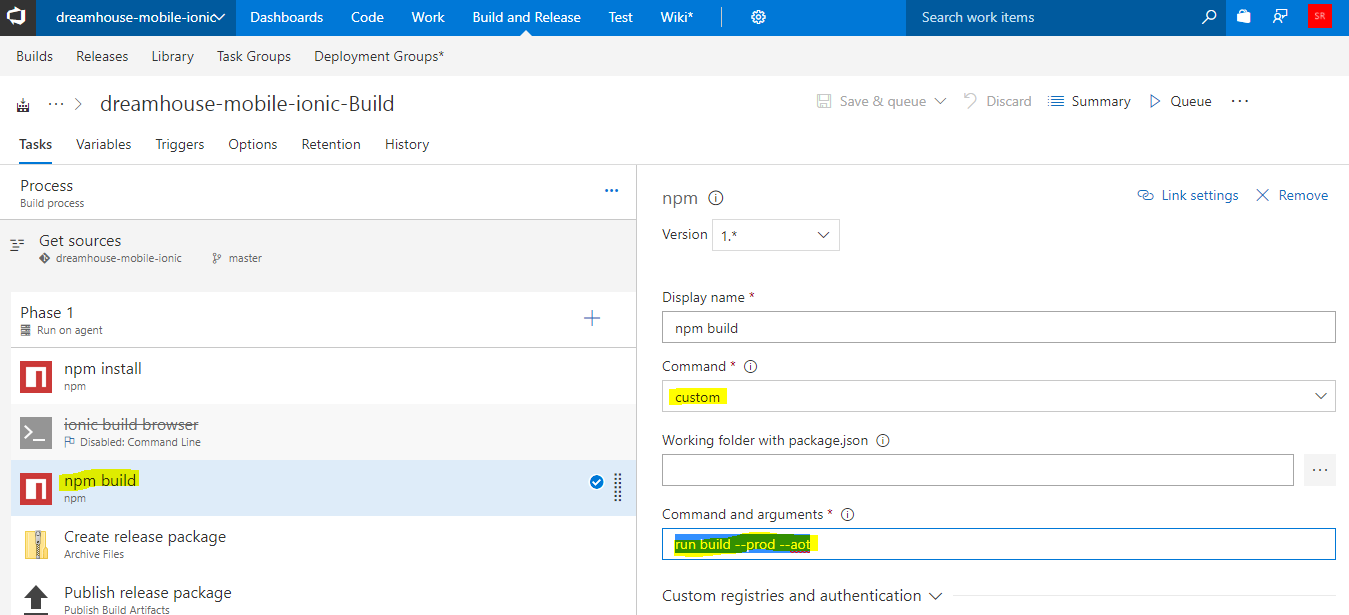 dreamhouse-mobile-ionic Dashboards Code Work Build and Release Test Wiki* Search work items SR
Builds Releases Library Task Groups Deployment Groups*
··· dreamhouse-mobile-ionic-Build Save & queue Discard Summary Queue ···
Tasks Variables Triggers Options Retention History
Process ···
Build process
Get sources
dreamhouse-mobile-ionic master
Phase 1
Run on agent
npm install
npm
ionic build browser
Disabled: Command Line
npm build
npm
Create release package
Archive Files
Publish release package
Publish Build Artifacts
npm Link settings Remove
Version 1.*
Display name *
npm build
Command *
custom
Working folder with package.json
···
Command and arguments *
run build --prod --aot
Custom registries and authentication